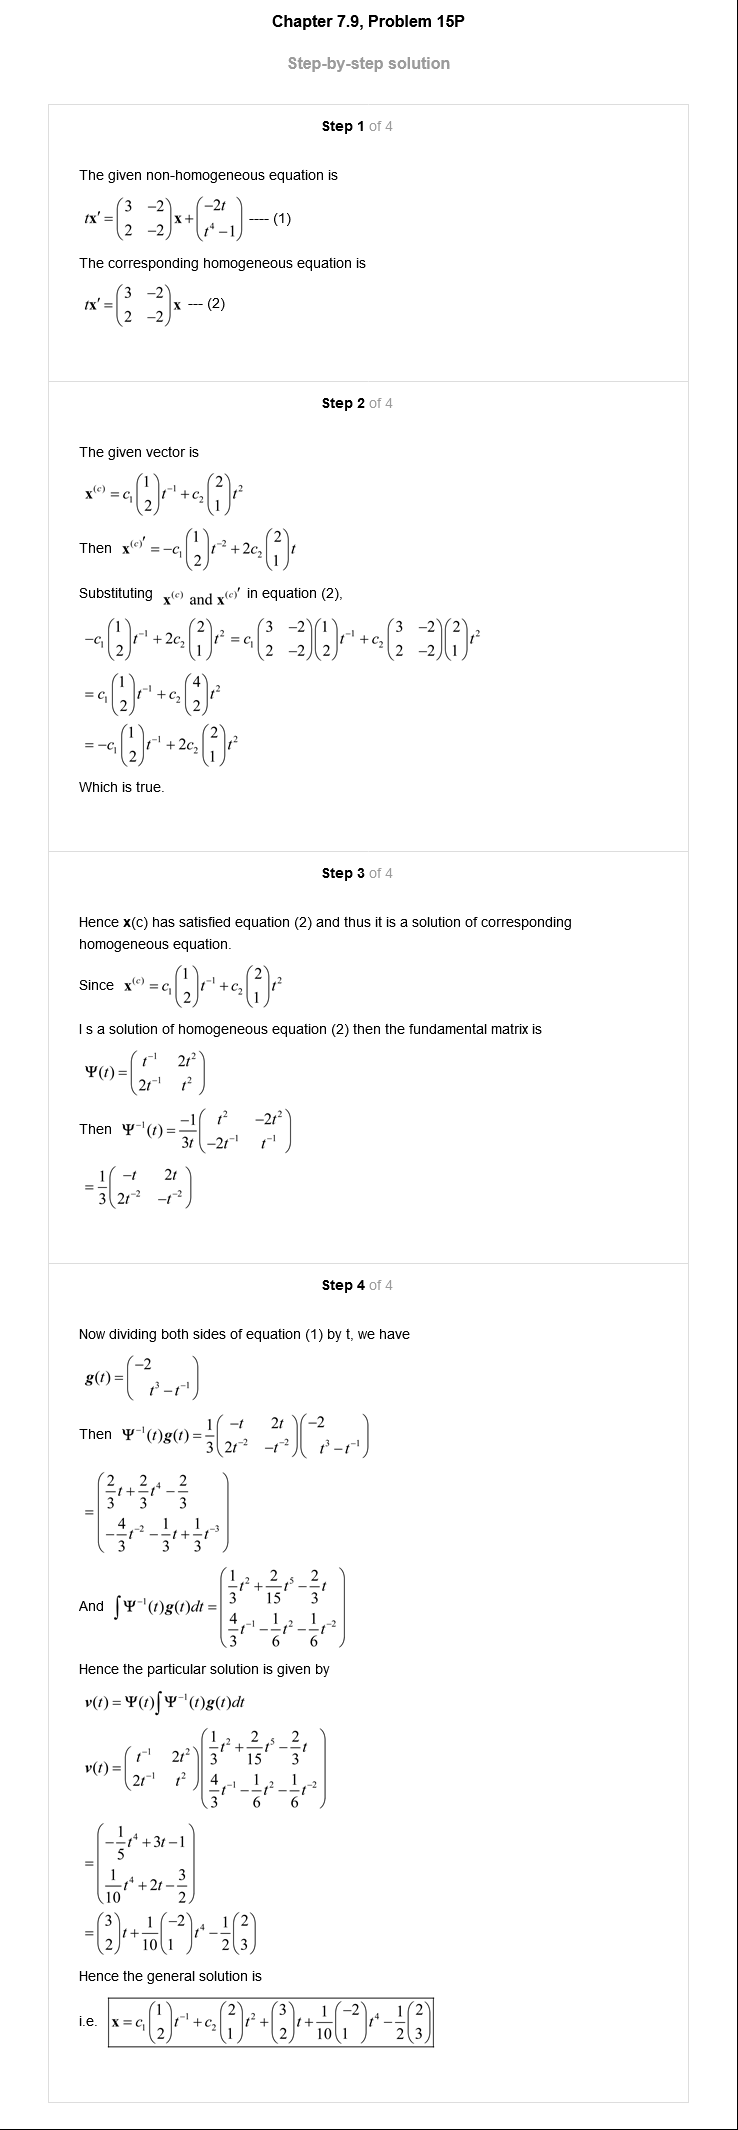 Chapter 7.9, Problem 15P
Step-by-step solution
Step 1 of 4
The given non-homogeneous equation is
$t\mathbf{x}' = \begin{pmatrix} 3 & -2 \\ 2 & -2 \end{pmatrix}\mathbf{x} + \begin{pmatrix} -2t \\ t^4 - 1 \end{pmatrix}$ ---- (1)
The corresponding homogeneous equation is
$t\mathbf{x}' = \begin{pmatrix} 3 & -2 \\ 2 & -2 \end{pmatrix}\mathbf{x}$ --- (2)
Step 2 of 4
The given vector is
$\mathbf{x}^{(c)} = c_1\begin{pmatrix} 1 \\ 2 \end{pmatrix}t^{-1} + c_2\begin{pmatrix} 2 \\ 1 \end{pmatrix}t^2$
Then $\mathbf{x}^{(c)\prime} = -c_1\begin{pmatrix} 1 \\ 2 \end{pmatrix}t^{-2} + 2c_2\begin{pmatrix} 2 \\ 1 \end{pmatrix}t$
Substituting $\mathbf{x}^{(c)}$ and $\mathbf{x}^{(c)\prime}$ in equation (2),
$-c_1\begin{pmatrix} 1 \\ 2 \end{pmatrix}t^{-1} + 2c_2\begin{pmatrix} 2 \\ 1 \end{pmatrix}t^2 = c_1\begin{pmatrix} 3 & -2 \\ 2 & -2 \end{pmatrix}\begin{pmatrix} 1 \\ 2 \end{pmatrix}t^{-1} + c_2\begin{pmatrix} 3 & -2 \\ 2 & -2 \end{pmatrix}\begin{pmatrix} 2 \\ 1 \end{pmatrix}t^2$
$= c_1\begin{pmatrix} 1 \\ 2 \end{pmatrix}t^{-1} + c_2\begin{pmatrix} 4 \\ 2 \end{pmatrix}t^2$
$= -c_1\begin{pmatrix} 1 \\ 2 \end{pmatrix}t^{-1} + 2c_2\begin{pmatrix} 2 \\ 1 \end{pmatrix}t^2$
Which is true.
Step 3 of 4
Hence x(c) has satisfied equation (2) and thus it is a solution of corresponding
homogeneous equation.
Since $\mathbf{x}^{(c)} = c_1\begin{pmatrix} 1 \\ 2 \end{pmatrix}t^{-1} + c_2\begin{pmatrix} 2 \\ 1 \end{pmatrix}t^2$
I s a solution of homogeneous equation (2) then the fundamental matrix is
$\mathbf{\Psi}(t) = \begin{pmatrix} t^{-1} & 2t^2 \\ 2t^{-1} & t^2 \end{pmatrix}$
Then $\mathbf{\Psi}^{-1}(t) = \frac{-1}{3t}\begin{pmatrix} t^2 & -2t^2 \\ -2t^{-1} & t^{-1} \end{pmatrix}$
$= \frac{1}{3}\begin{pmatrix} -t & 2t \\ 2t^{-2} & -t^{-2} \end{pmatrix}$
Step 4 of 4
Now dividing both sides of equation (1) by t, we have
$\boldsymbol{g}(t) = \begin{pmatrix} -2 \\ t^3 - t^{-1} \end{pmatrix}$
Then $\mathbf{\Psi}^{-1}(t)\boldsymbol{g}(t) = \frac{1}{3}\begin{pmatrix} -t & 2t \\ 2t^{-2} & -t^{-2} \end{pmatrix}\begin{pmatrix} -2 \\ t^3 - t^{-1} \end{pmatrix}$
$= \begin{pmatrix} \frac{2}{3}t + \frac{2}{3}t^4 - \frac{2}{3} \\ -\frac{4}{3}t^{-2} - \frac{1}{3}t + \frac{1}{3}t^{-3} \end{pmatrix}$
And $\int \mathbf{\Psi}^{-1}(t)\boldsymbol{g}(t)dt = \begin{pmatrix} \frac{1}{3}t^2 + \frac{2}{15}t^5 - \frac{2}{3}t \\ \frac{4}{3}t^{-1} - \frac{1}{6}t^2 - \frac{1}{6}t^{-2} \end{pmatrix}$
Hence the particular solution is given by
$\boldsymbol{v}(t) = \mathbf{\Psi}(t)\int \mathbf{\Psi}^{-1}(t)\boldsymbol{g}(t)dt$
$\boldsymbol{v}(t) = \begin{pmatrix} t^{-1} & 2t^2 \\ 2t^{-1} & t^2 \end{pmatrix}\begin{pmatrix} \frac{1}{3}t^2 + \frac{2}{15}t^5 - \frac{2}{3}t \\ \frac{4}{3}t^{-1} - \frac{1}{6}t^2 - \frac{1}{6}t^{-2} \end{pmatrix}$
$= \begin{pmatrix} -\frac{1}{5}t^4 + 3t - 1 \\ \frac{1}{10}t^4 + 2t - \frac{3}{2} \end{pmatrix}$
$= \begin{pmatrix} 3 \\ 2 \end{pmatrix}t + \frac{1}{10}\begin{pmatrix} -2 \\ 1 \end{pmatrix}t^4 - \frac{1}{2}\begin{pmatrix} 2 \\ 3 \end{pmatrix}$
Hence the general solution is
i.e. $\mathbf{x} = c_1\begin{pmatrix} 1 \\ 2 \end{pmatrix}t^{-1} + c_2\begin{pmatrix} 2 \\ 1 \end{pmatrix}t^2 + \begin{pmatrix} 3 \\ 2 \end{pmatrix}t + \frac{1}{10}\begin{pmatrix} -2 \\ 1 \end{pmatrix}t^4 - \frac{1}{2}\begin{pmatrix} 2 \\ 3 \end{pmatrix}$